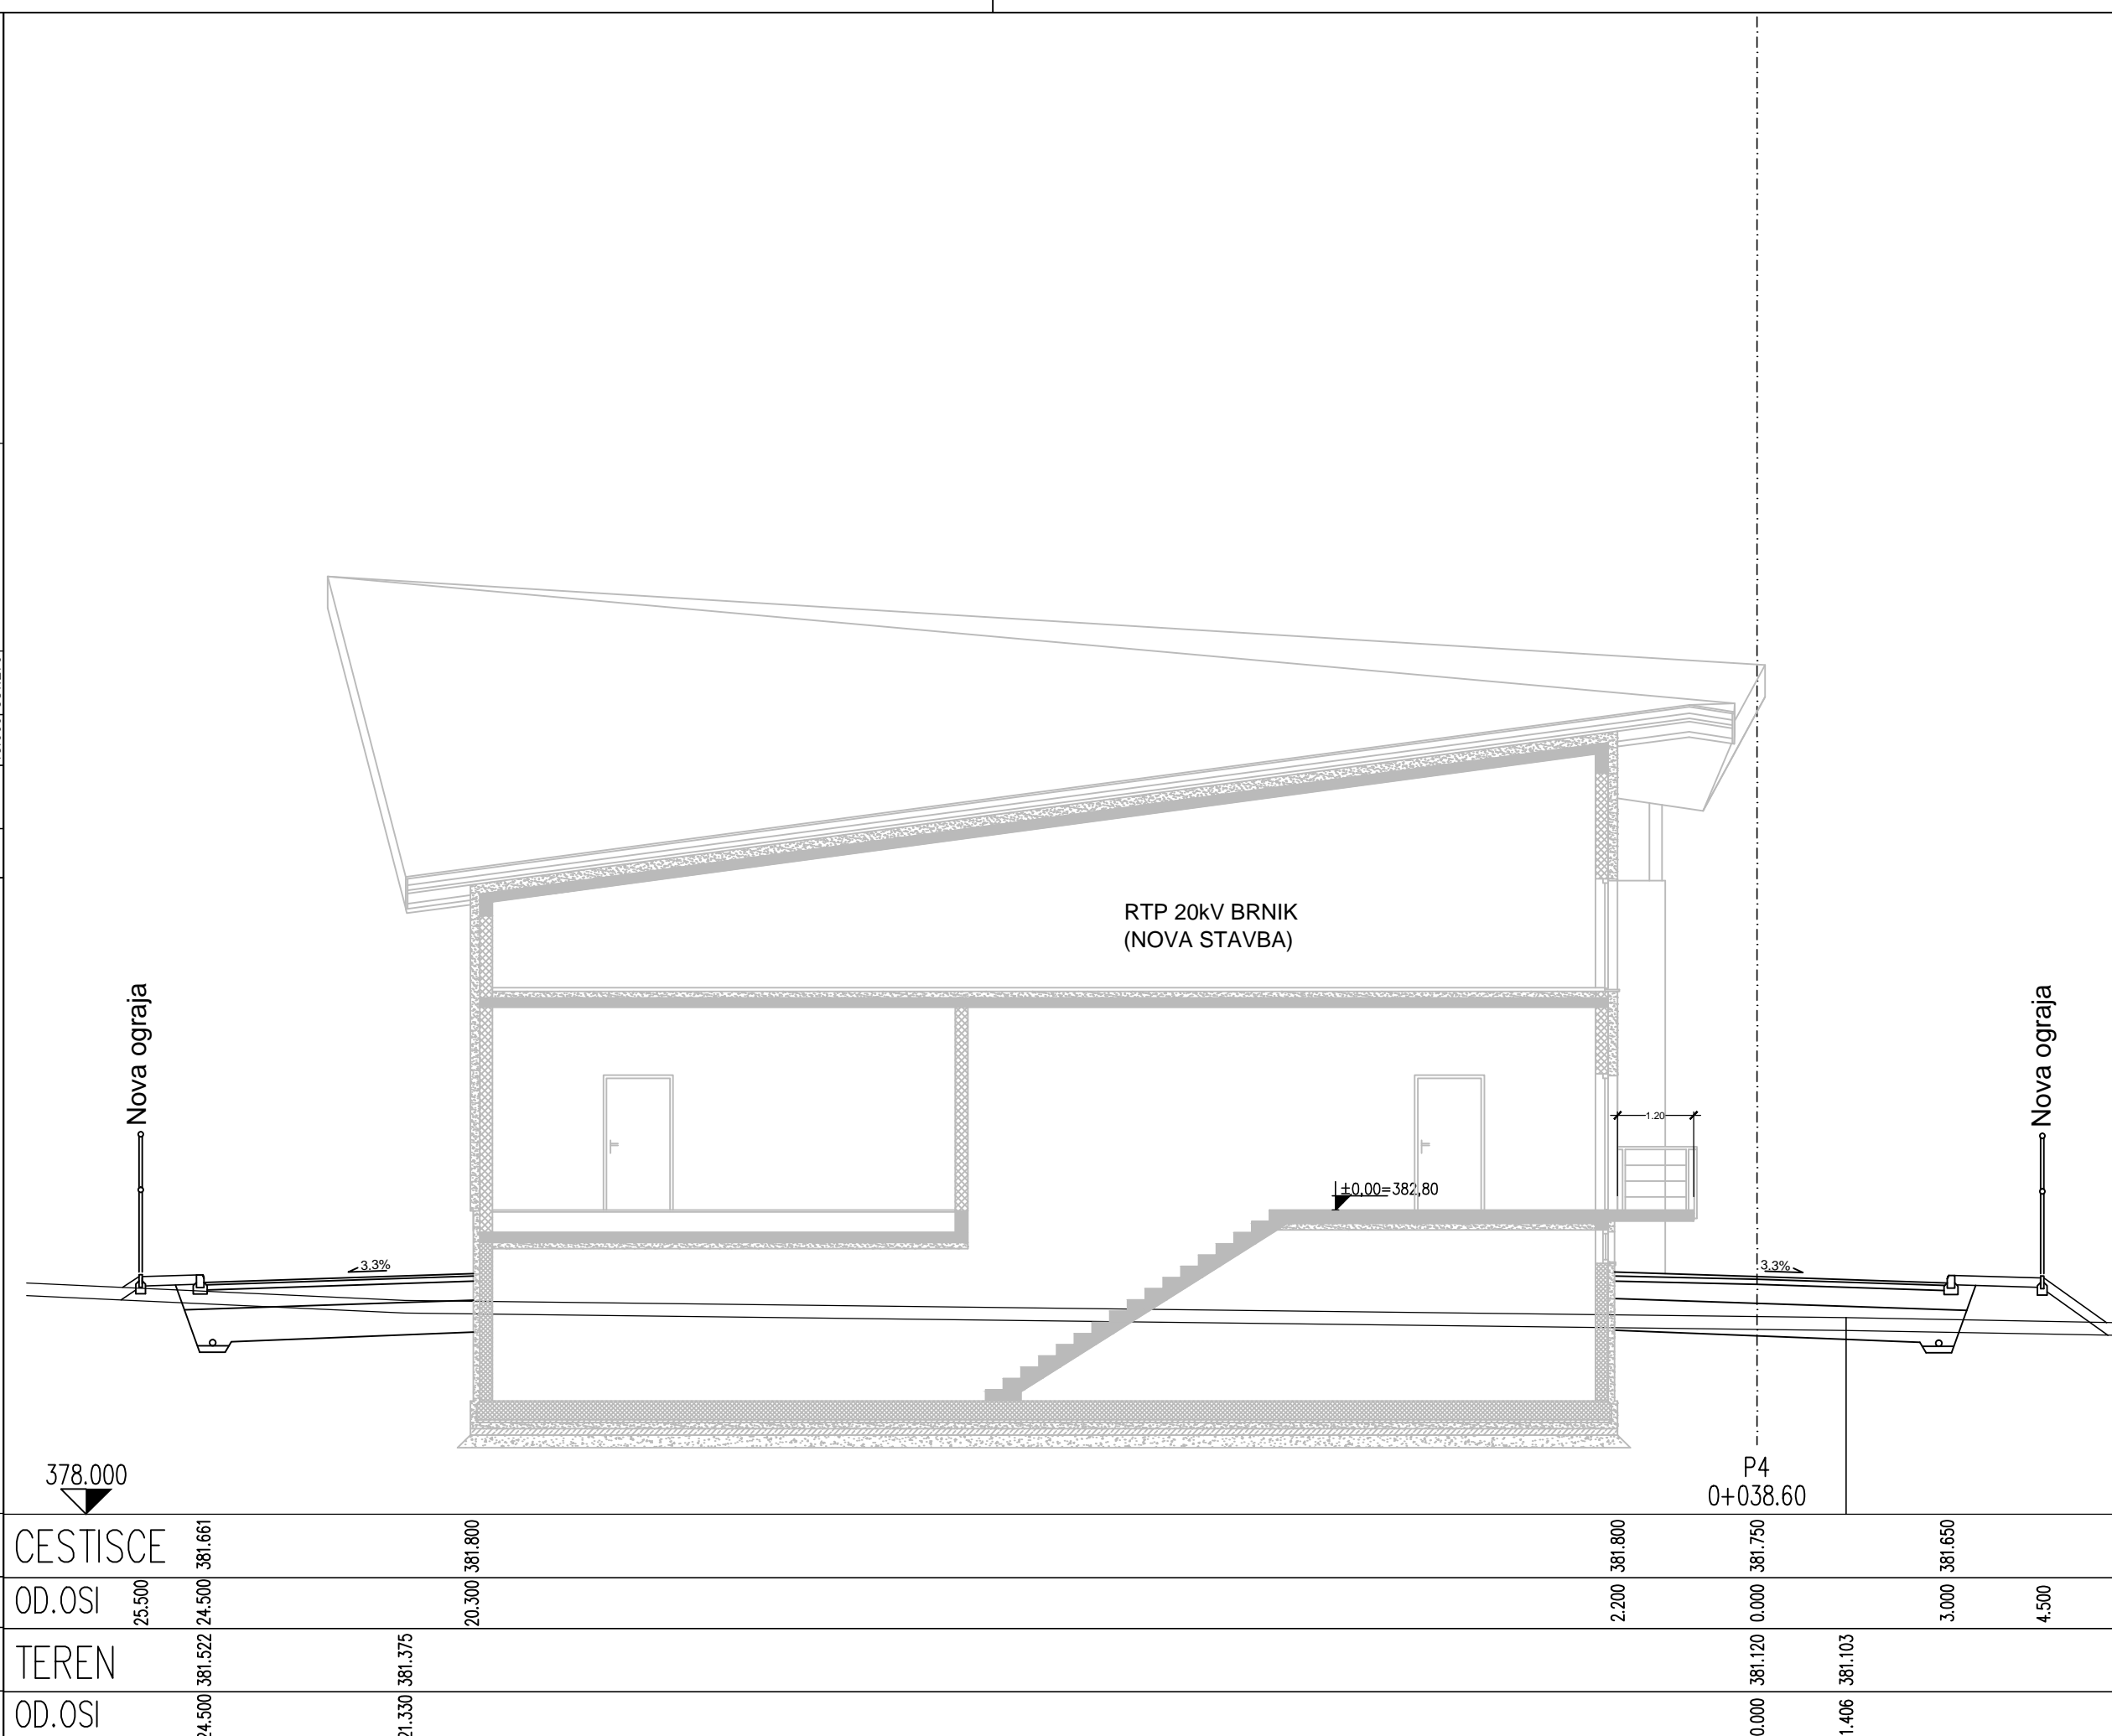 RTP 20kV BRNIK
(NOVA STAVBA)
Nova ograja
Nova ograja
1.20
±0,00=382,80
3.3%
3.3%
378.000
P4
0+038.60
CESTISCE 381.661 381.800 381.800 381.750 381.650
OD.OSI 25.500 24.500 20.300 2.200 0.000 3.000 4.500
TEREN 381.522 381.375 381.120 381.103
OD.OSI 24.500 21.330 0.000 1.406